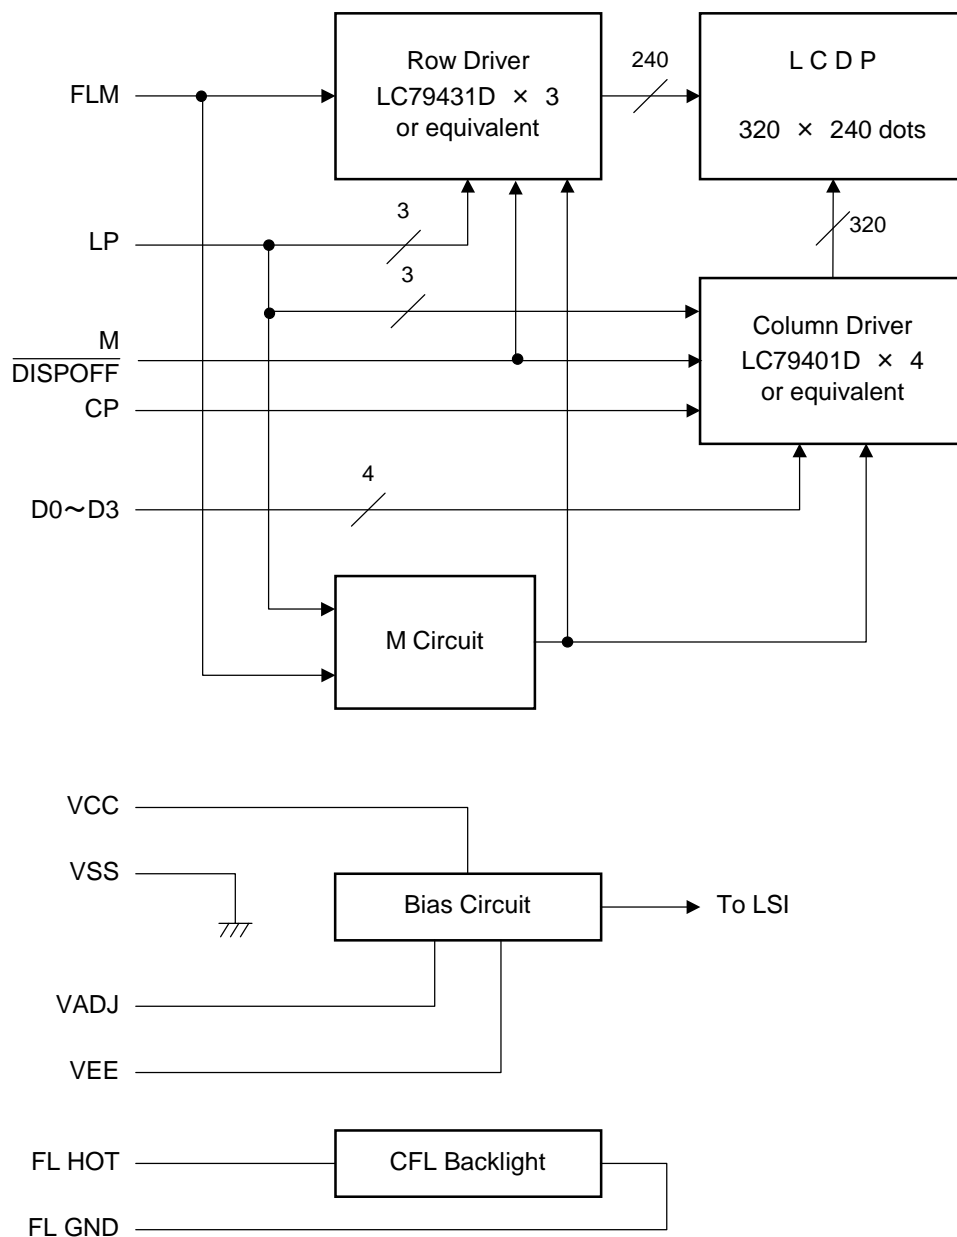 Row Driver
LC79431D × 3
or equivalent
240
L C D P
320 × 240 dots
FLM
3
LP
320
3
M
DISPOFF
CP
Column Driver
LC79401D × 4
or equivalent
4
D0～D3
M Circuit
VCC
VSS
Bias Circuit
To LSI
VADJ
VEE
FL HOT
CFL Backlight
FL GND